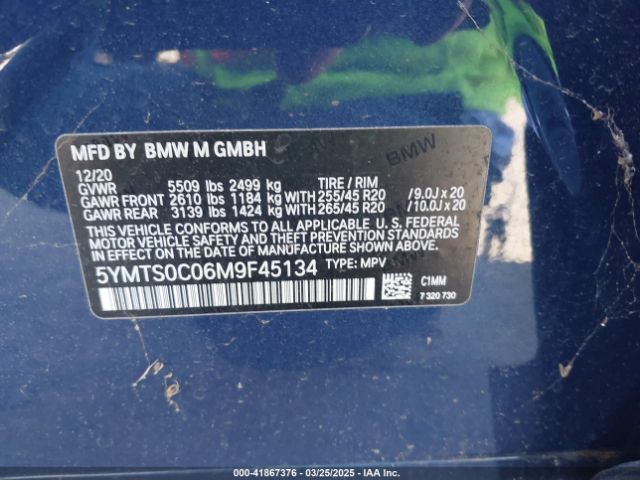 MFD BY BMW M GMBH
BMW
12/20
GVWR 5509 lbs 2499 kg TIRE / RIM
GAWR FRONT 2610 lbs 1184 kg WITH 255/45 R20 /9.0J x 20
GAWR REAR 3139 lbs 1424 kg WITH 265/45 R20 /10.0J x 20
THIS VEHICLE CONFORMS TO ALL APPLICABLE U. S. FEDERAL
MOTOR VEHICLE SAFETY, BUMPER, AND THEFT PREVENTION
STANDARDS IN EFFECT ON THE DATE OF MANUFACTURE SHOWN ABOVE.
5YMTS0C06M9F45134 TYPE: MPV
C1MM
7 320 730
000-41867376 / 03/25/2025 / IAA Inc.